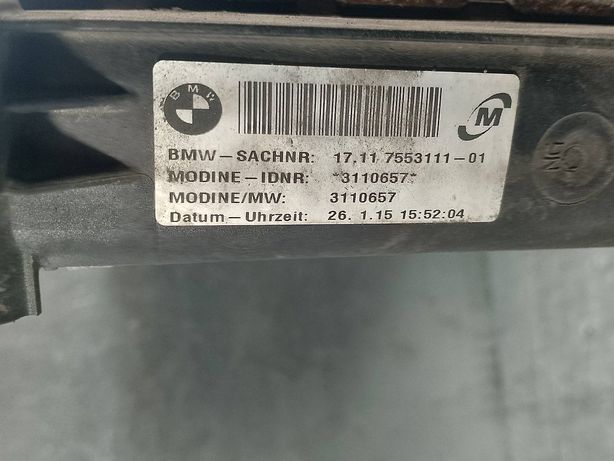 BMW
M
BMW-SACHNR: 17.11 7553111-01
MODINE-IDNR: *3110657*
MODINE/MW: 3110657
Datum-Uhrzeit: 26. 1.15 15:52:04